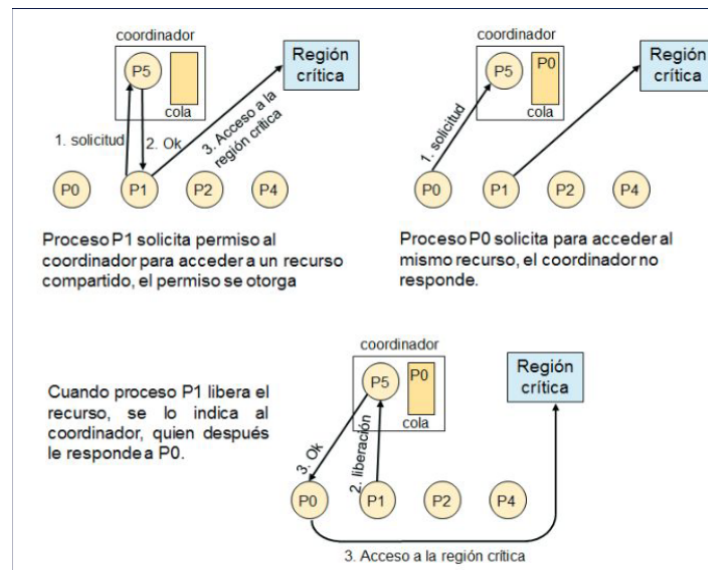 coordinador
P5
cola
Región
crítica
1. solicitud
2. Ok
3. Acceso a la
región crítica
P0
P1
P2
P4
Proceso P1 solicita permiso al
coordinador para acceder a un recurso
compartido, el permiso se otorga
coordinador
P5
P0
cola
Región
crítica
1. solicitud
P0
P1
P2
P4
Proceso P0 solicita para acceder al
mismo recurso, el coordinador no
responde.
Cuando proceso P1 libera el
recurso, se lo indica al
coordinador, quien después
le responde a P0.
coordinador
P5
P0
cola
Región
crítica
3. Ok
2. liberación
P0
P1
P2
P4
3. Acceso a la región crítica